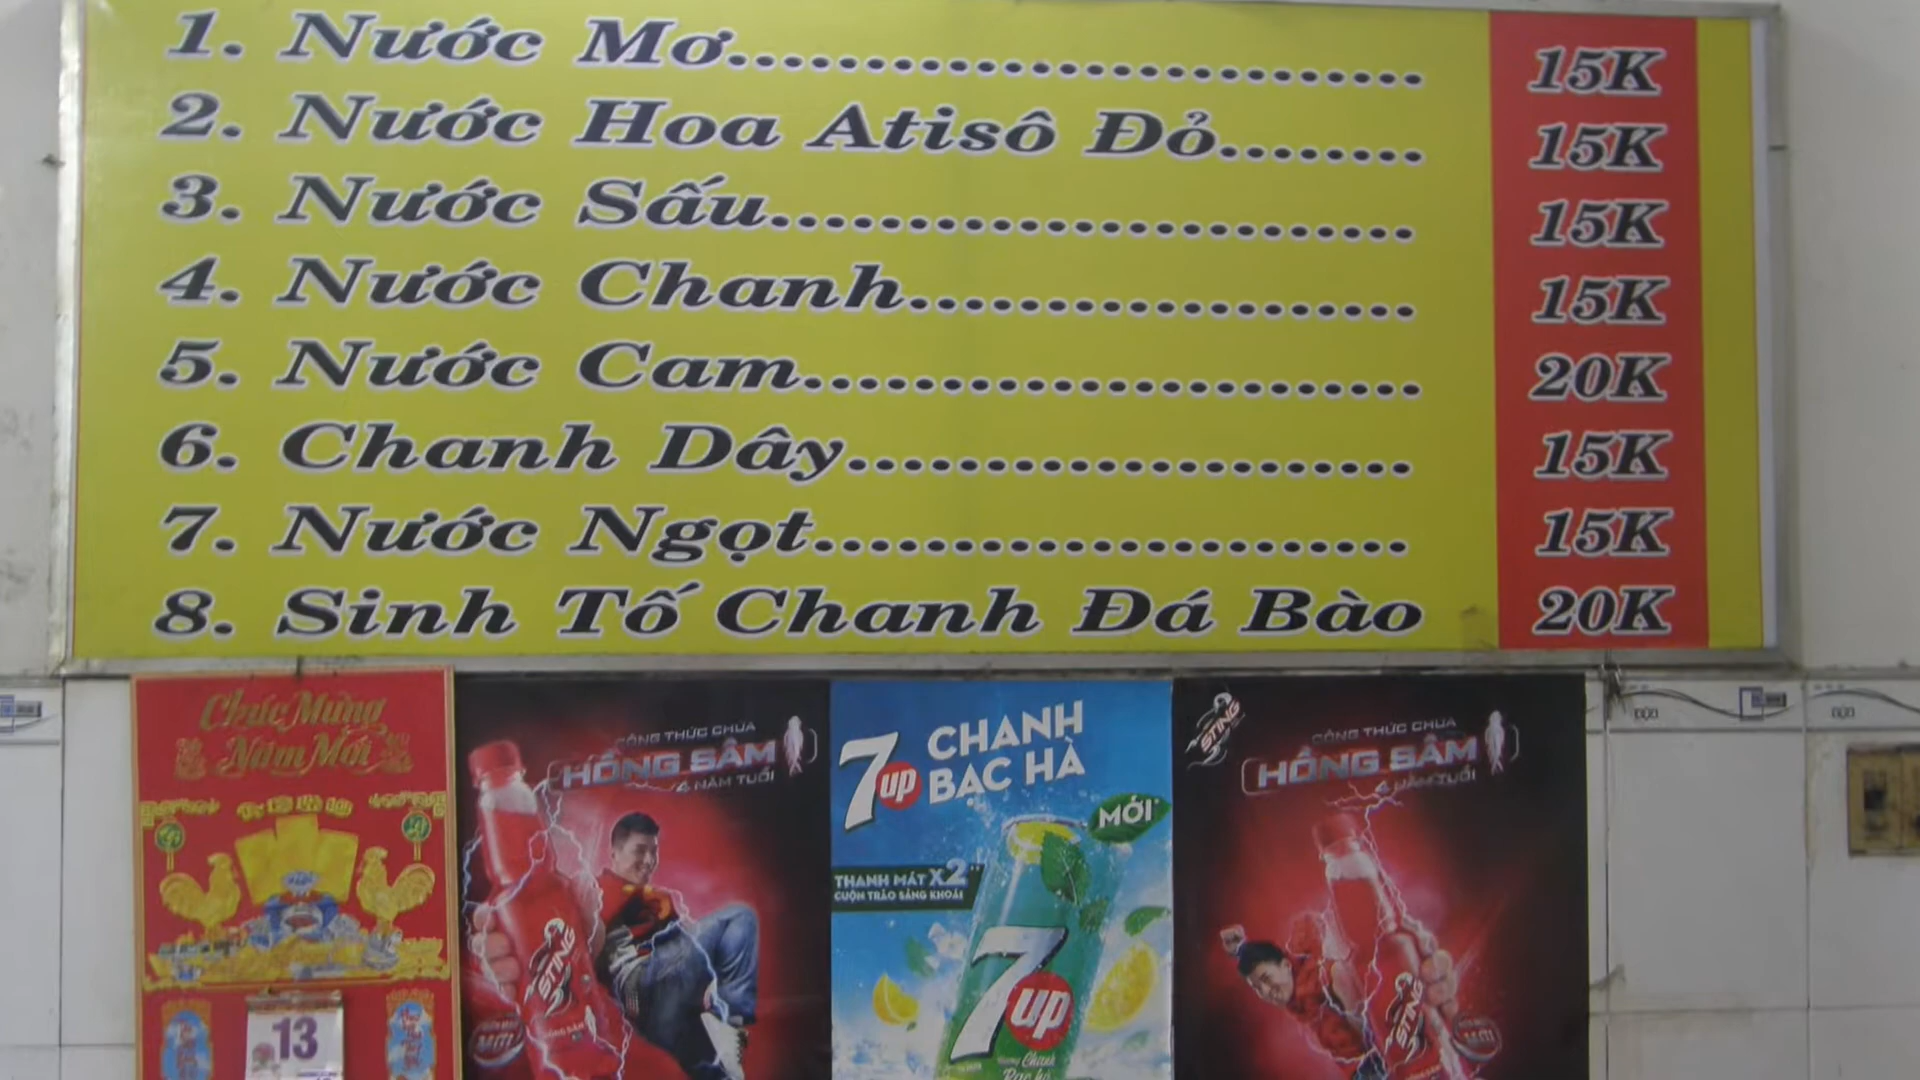 1. Nước Mơ.......................... 15K
2. Nước Hoa Atisô Đỏ........ 15K
3. Nước Sấu....................... 15K
4. Nước Chanh.................. 15K
5. Nước Cam...................... 20K
6. Chanh Dây.................... 15K
7. Nước Ngọt..................... 15K
8. Sinh Tố Chanh Đá Bào 20K
Chúc Mừng
Năm Mới
13
CÔNG THỨC CHỨA
HỒNG SÂM
4 NĂM TUỔI
STING
7up
CHANH
BẠC HÀ
MỚI
THANH MÁT X2
CUỘN TRÀO SẢNG KHOÁI
7up
Chanh
Bạc hà
STING
CÔNG THỨC CHỨA
HỒNG SÂM
4 NĂM TUỔI
STING